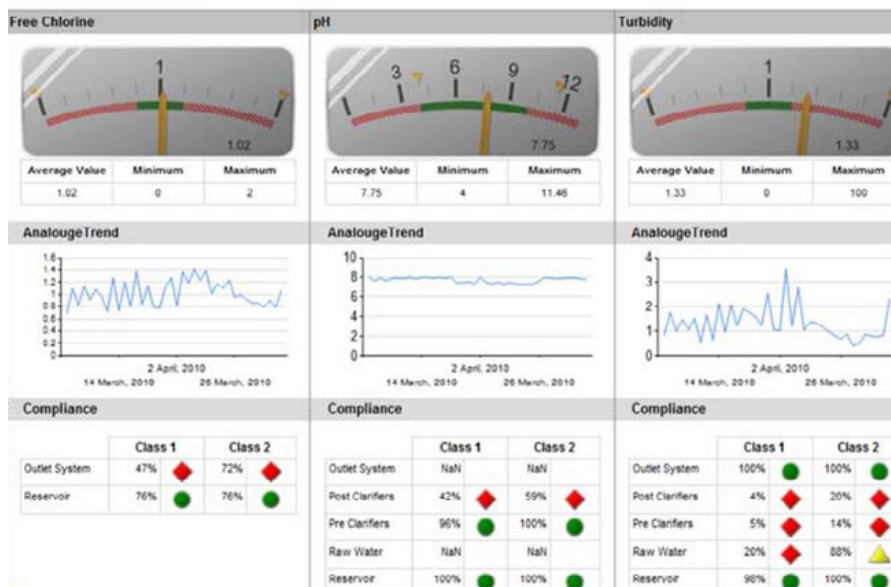 Free Chlorine pH Turbidity
1 3 6 9 12 1
1.02 7.75 1.33
Average Value Minimum Maximum Average Value Minimum Maximum Average Value Minimum Maximum
1.02 0 2 7.75 4 11.46 1.33 0 100
AnalougeTrend AnalougeTrend AnalougeTrend
1.6 10 4
1.4 8 3
1.2 6 2
1 4 1
0.8 2 0
0.6 0
0.4
0.2
0
2 April, 2010 2 April, 2010 2 April, 2010
14 March, 2010 26 March, 2010 14 March, 2010 26 March, 2010 14 March, 2010 26 March, 2010
Compliance Compliance Compliance
Class 1 Class 2 Class 1 Class 2 Class 1 Class 2
Outlet System 47% 72% Outlet System NaN NaN Outlet System 100% 100%
Reservoir 76% 76% Post Clarifiers 42% 59% Post Clarifiers 4% 20%
Pre Clarifiers 96% 100% Pre Clarifiers 5% 14%
Raw Water NaN NaN Raw Water 20% 88%
Reservoir 100% 100% Reservoir 98% 100%